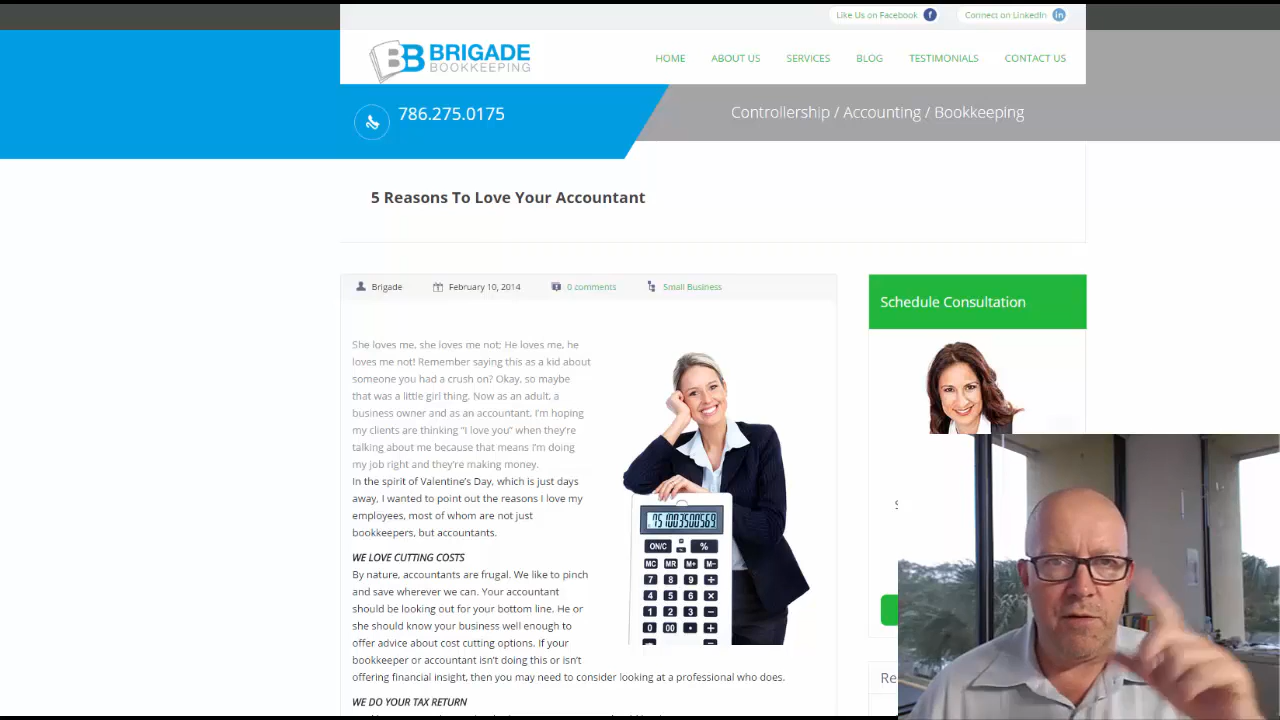 Like Us on Facebook
Connect on LinkedIn
BRIGADE
BOOKKEEPING
HOME ABOUT US SERVICES BLOG TESTIMONIALS CONTACT US
786.275.0175
Controllership / Accounting / Bookkeeping
5 Reasons To Love Your Accountant
Brigade February 10, 2014 0 comments Small Business
Schedule Consultation
She loves me, she loves me not; He loves me, he
loves me not! Remember saying this as a kid about
someone you had a crush on? Okay, so maybe
that was a little girl thing. Now as an adult, a
business owner and as an accountant, I'm hoping
my clients are thinking "I love you" when they're
talking about me because that means I'm doing
my job right and they're making money.
In the spirit of Valentine's Day, which is just days
away, I wanted to point out the reasons I love my
employees, most of whom are not just
bookkeepers, but accountants.
WE LOVE CUTTING COSTS
By nature, accountants are frugal. We like to pinch
and save wherever we can. Your accountant
should be looking out for your bottom line. He or
she should know your business well enough to
offer advice about cost cutting options. If your
bookkeeper or accountant isn't doing this or isn't
offering financial insight, then you may need to consider looking at a professional who does.
WE DO YOUR TAX RETURN
ON/C %
MC MR M+ M-
7 8 9 +
4 5 6 ×
1 2 3 −
0 00 • +
Re